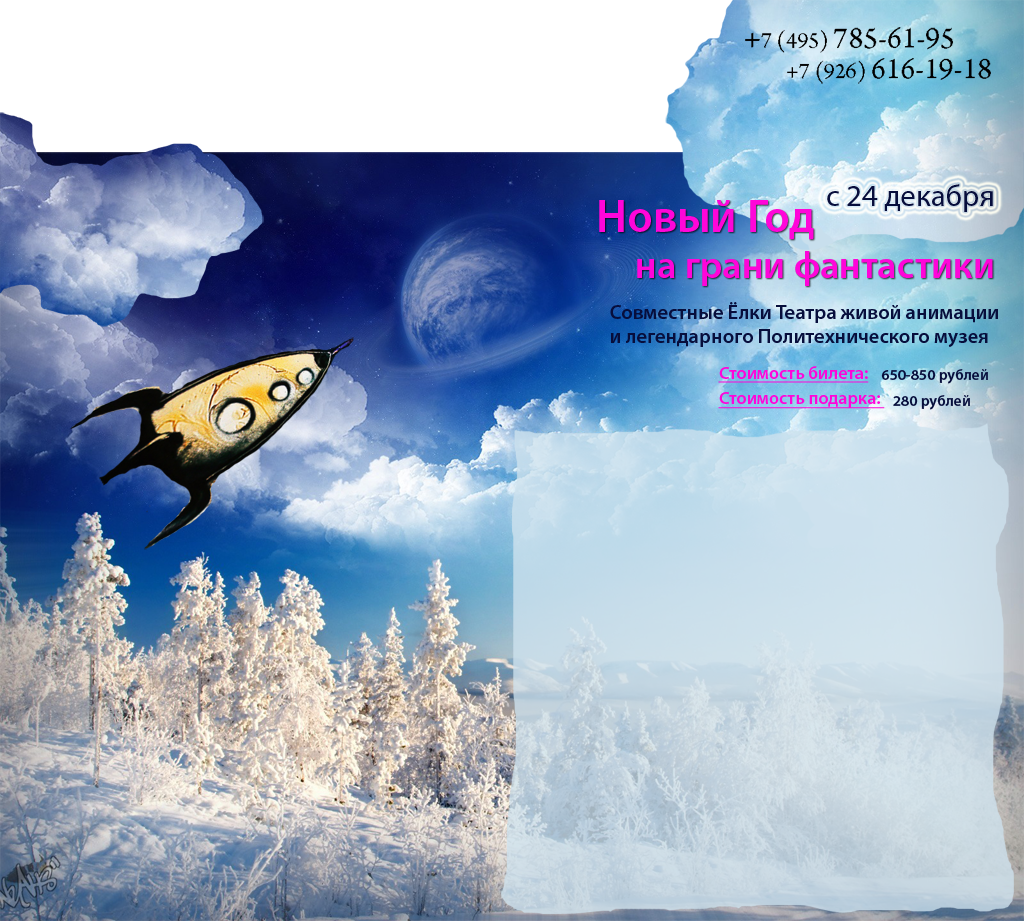 +7 (495) 785-61-95
+7 (926) 616-19-18
с 24 декабря
Новый Год
на грани фантастики
Совместные Ёлки Театра живой анимации
и легендарного Политехнического музея
Стоимость билета: 650-850 рублей
Стоимость подарка: 280 рублей